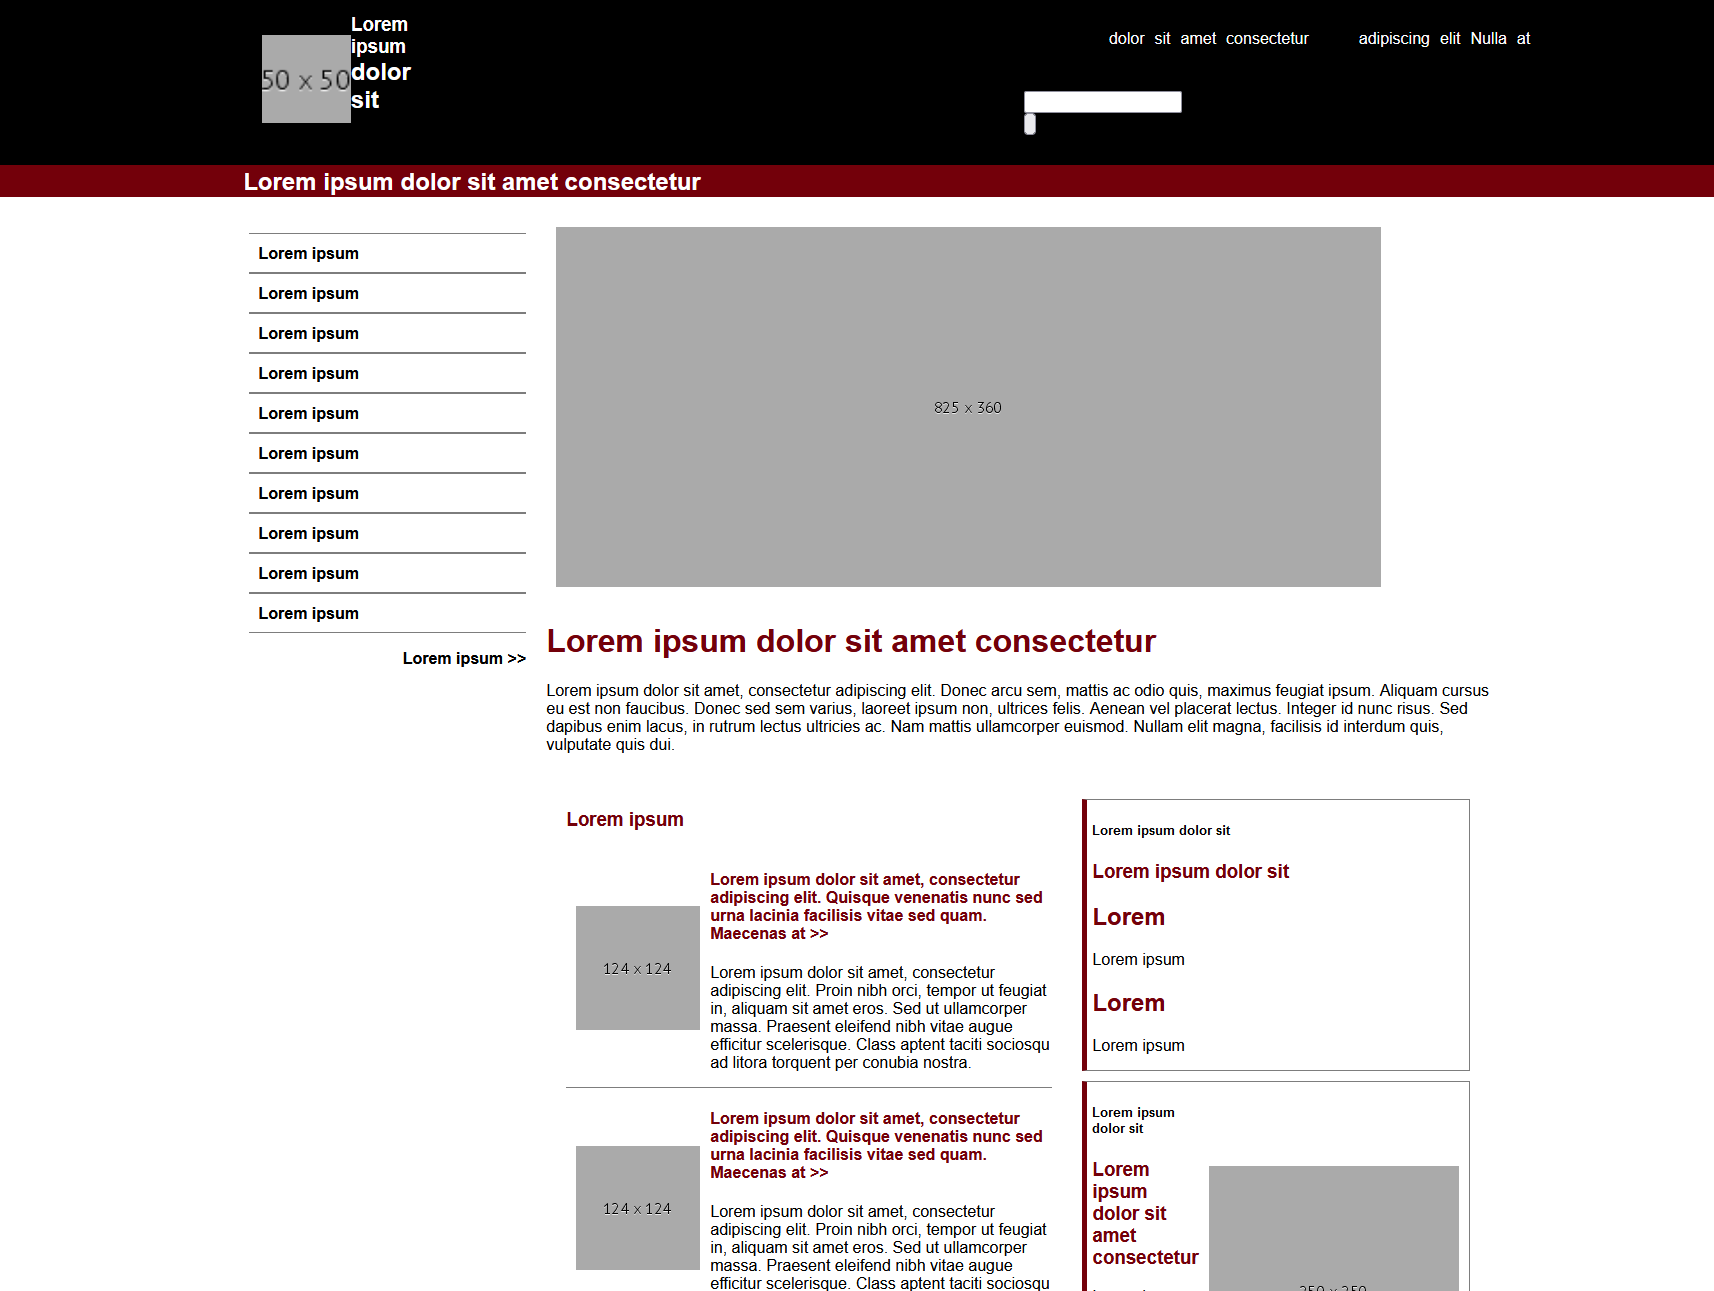 50 x 50
Lorem
ipsum
dolor
sit
dolor sit amet consectetur adipiscing elit Nulla at
Lorem ipsum dolor sit amet consectetur
Lorem ipsum
Lorem ipsum
Lorem ipsum
Lorem ipsum
Lorem ipsum
Lorem ipsum
Lorem ipsum
Lorem ipsum
Lorem ipsum
Lorem ipsum
Lorem ipsum >>
825 x 360
Lorem ipsum dolor sit amet consectetur
Lorem ipsum dolor sit amet, consectetur adipiscing elit. Donec arcu sem, mattis ac odio quis, maximus feugiat ipsum. Aliquam cursus
eu est non faucibus. Donec sed sem varius, laoreet ipsum non, ultrices felis. Aenean vel placerat lectus. Integer id nunc risus. Sed
dapibus enim lacus, in rutrum lectus ultricies ac. Nam mattis ullamcorper euismod. Nullam elit magna, facilisis id interdum quis,
vulputate quis dui.
Lorem ipsum
124 x 124
Lorem ipsum dolor sit amet, consectetur
adipiscing elit. Quisque venenatis nunc sed
urna lacinia facilisis vitae sed quam.
Maecenas at >>
Lorem ipsum dolor sit amet, consectetur
adipiscing elit. Proin nibh orci, tempor ut feugiat
in, aliquam sit amet eros. Sed ut ullamcorper
massa. Praesent eleifend nibh vitae augue
efficitur scelerisque. Class aptent taciti sociosqu
ad litora torquent per conubia nostra.
124 x 124
Lorem ipsum dolor sit amet, consectetur
adipiscing elit. Quisque venenatis nunc sed
urna lacinia facilisis vitae sed quam.
Maecenas at >>
Lorem ipsum dolor sit amet, consectetur
adipiscing elit. Proin nibh orci, tempor ut feugiat
in, aliquam sit amet eros. Sed ut ullamcorper
massa. Praesent eleifend nibh vitae augue
efficitur scelerisque. Class aptent taciti sociosqu
Lorem ipsum dolor sit
Lorem ipsum dolor sit
Lorem
Lorem ipsum
Lorem
Lorem ipsum
Lorem ipsum
dolor sit
Lorem
ipsum
dolor sit
amet
consectetur
250 x 250